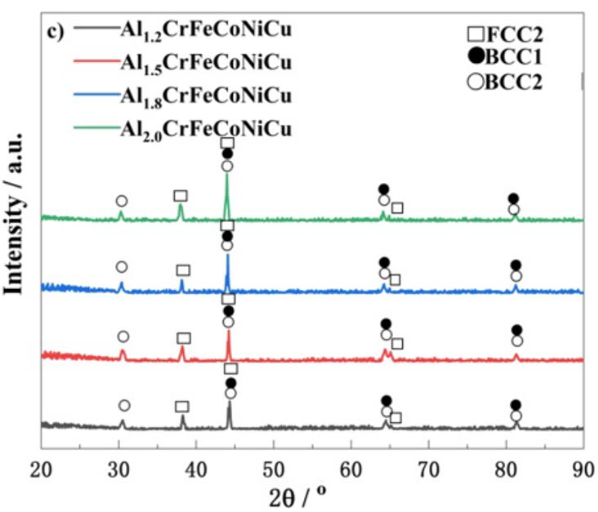 c)
Al1.2CrFeCoNiCu
Al1.5CrFeCoNiCu
Al1.8CrFeCoNiCu
Al2.0CrFeCoNiCu
FCC2
BCC1
BCC2
Intensity / a.u.
20 30 40 50 60 70 80 90
2θ / °